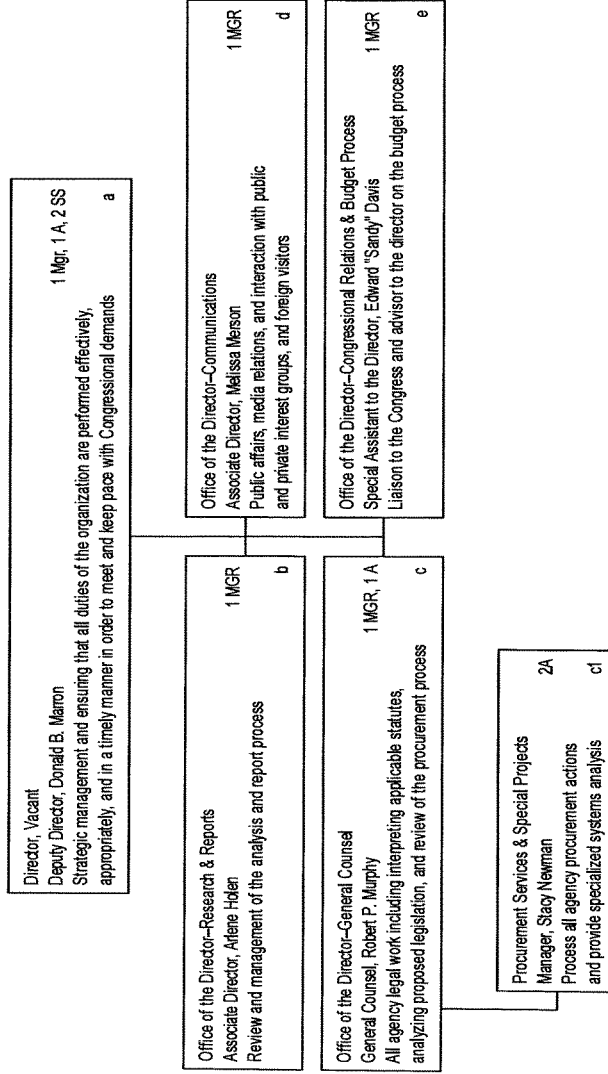 Director, Vacant
Deputy Director, Donald B. Marron
1 Mgr, 1 A, 2 SS
Strategic management and ensuring that all duties of the organization are performed effectively,
appropriately, and in a timely manner in order to meet and keep pace with Congressional demands
a
Office of the Director–Research & Reports
Associate Director, Arlene Holen
1 MGR
Review and management of the analysis and report process
b
Office of the Director–Communications
Associate Director, Melissa Merson
1 MGR
Public affairs, media relations, and interaction with public
and private interest groups, and foreign visitors
d
Office of the Director–General Counsel
General Counsel, Robert P. Murphy
1 MGR, 1 A
All agency legal work including interpreting applicable statutes,
analyzing proposed legislation, and review of the procurement process
c
Office of the Director–Congressional Relations & Budget Process
Special Assistant to the Director, Edward "Sandy" Davis
1 MGR
Liaison to the Congress and advisor to the director on the budget process
e
Procurement Services & Special Projects
Manager, Stacy Newman
2A
Process all agency procurement actions
and provide specialized systems analysis
c1